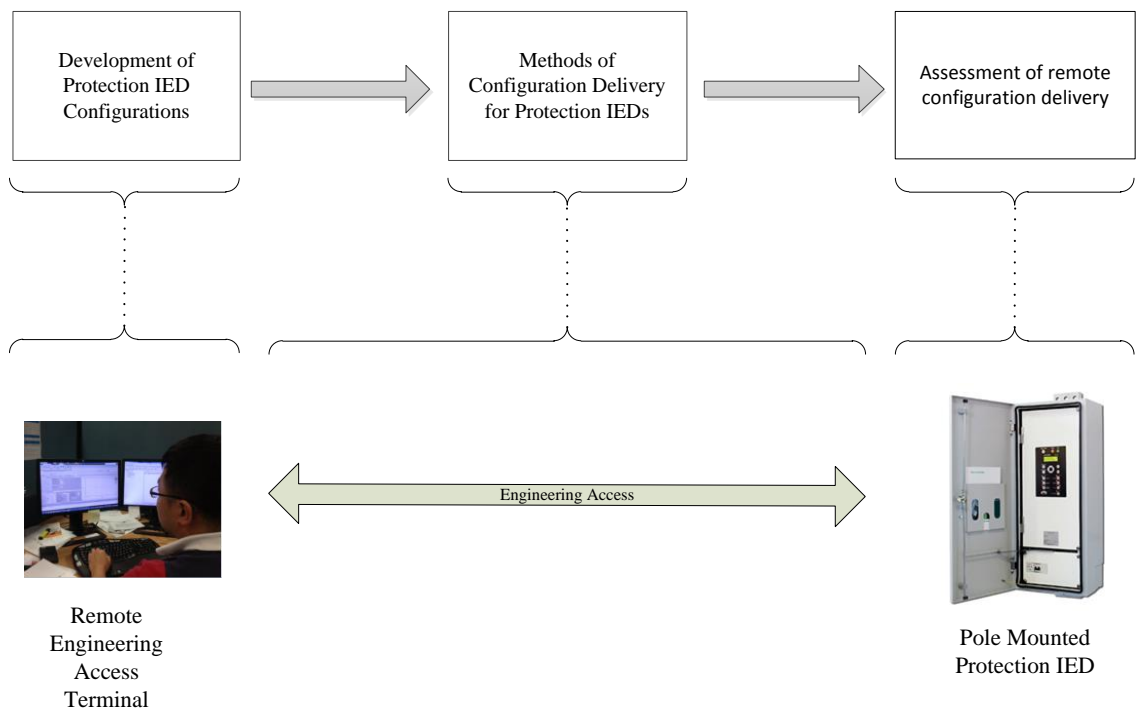 Development of
Protection IED
Configurations
Methods of
Configuration Delivery
for Protection IEDs
Assessment of remote
configuration delivery
Engineering Access
Remote
Engineering
Access
Terminal
Pole Mounted
Protection IED